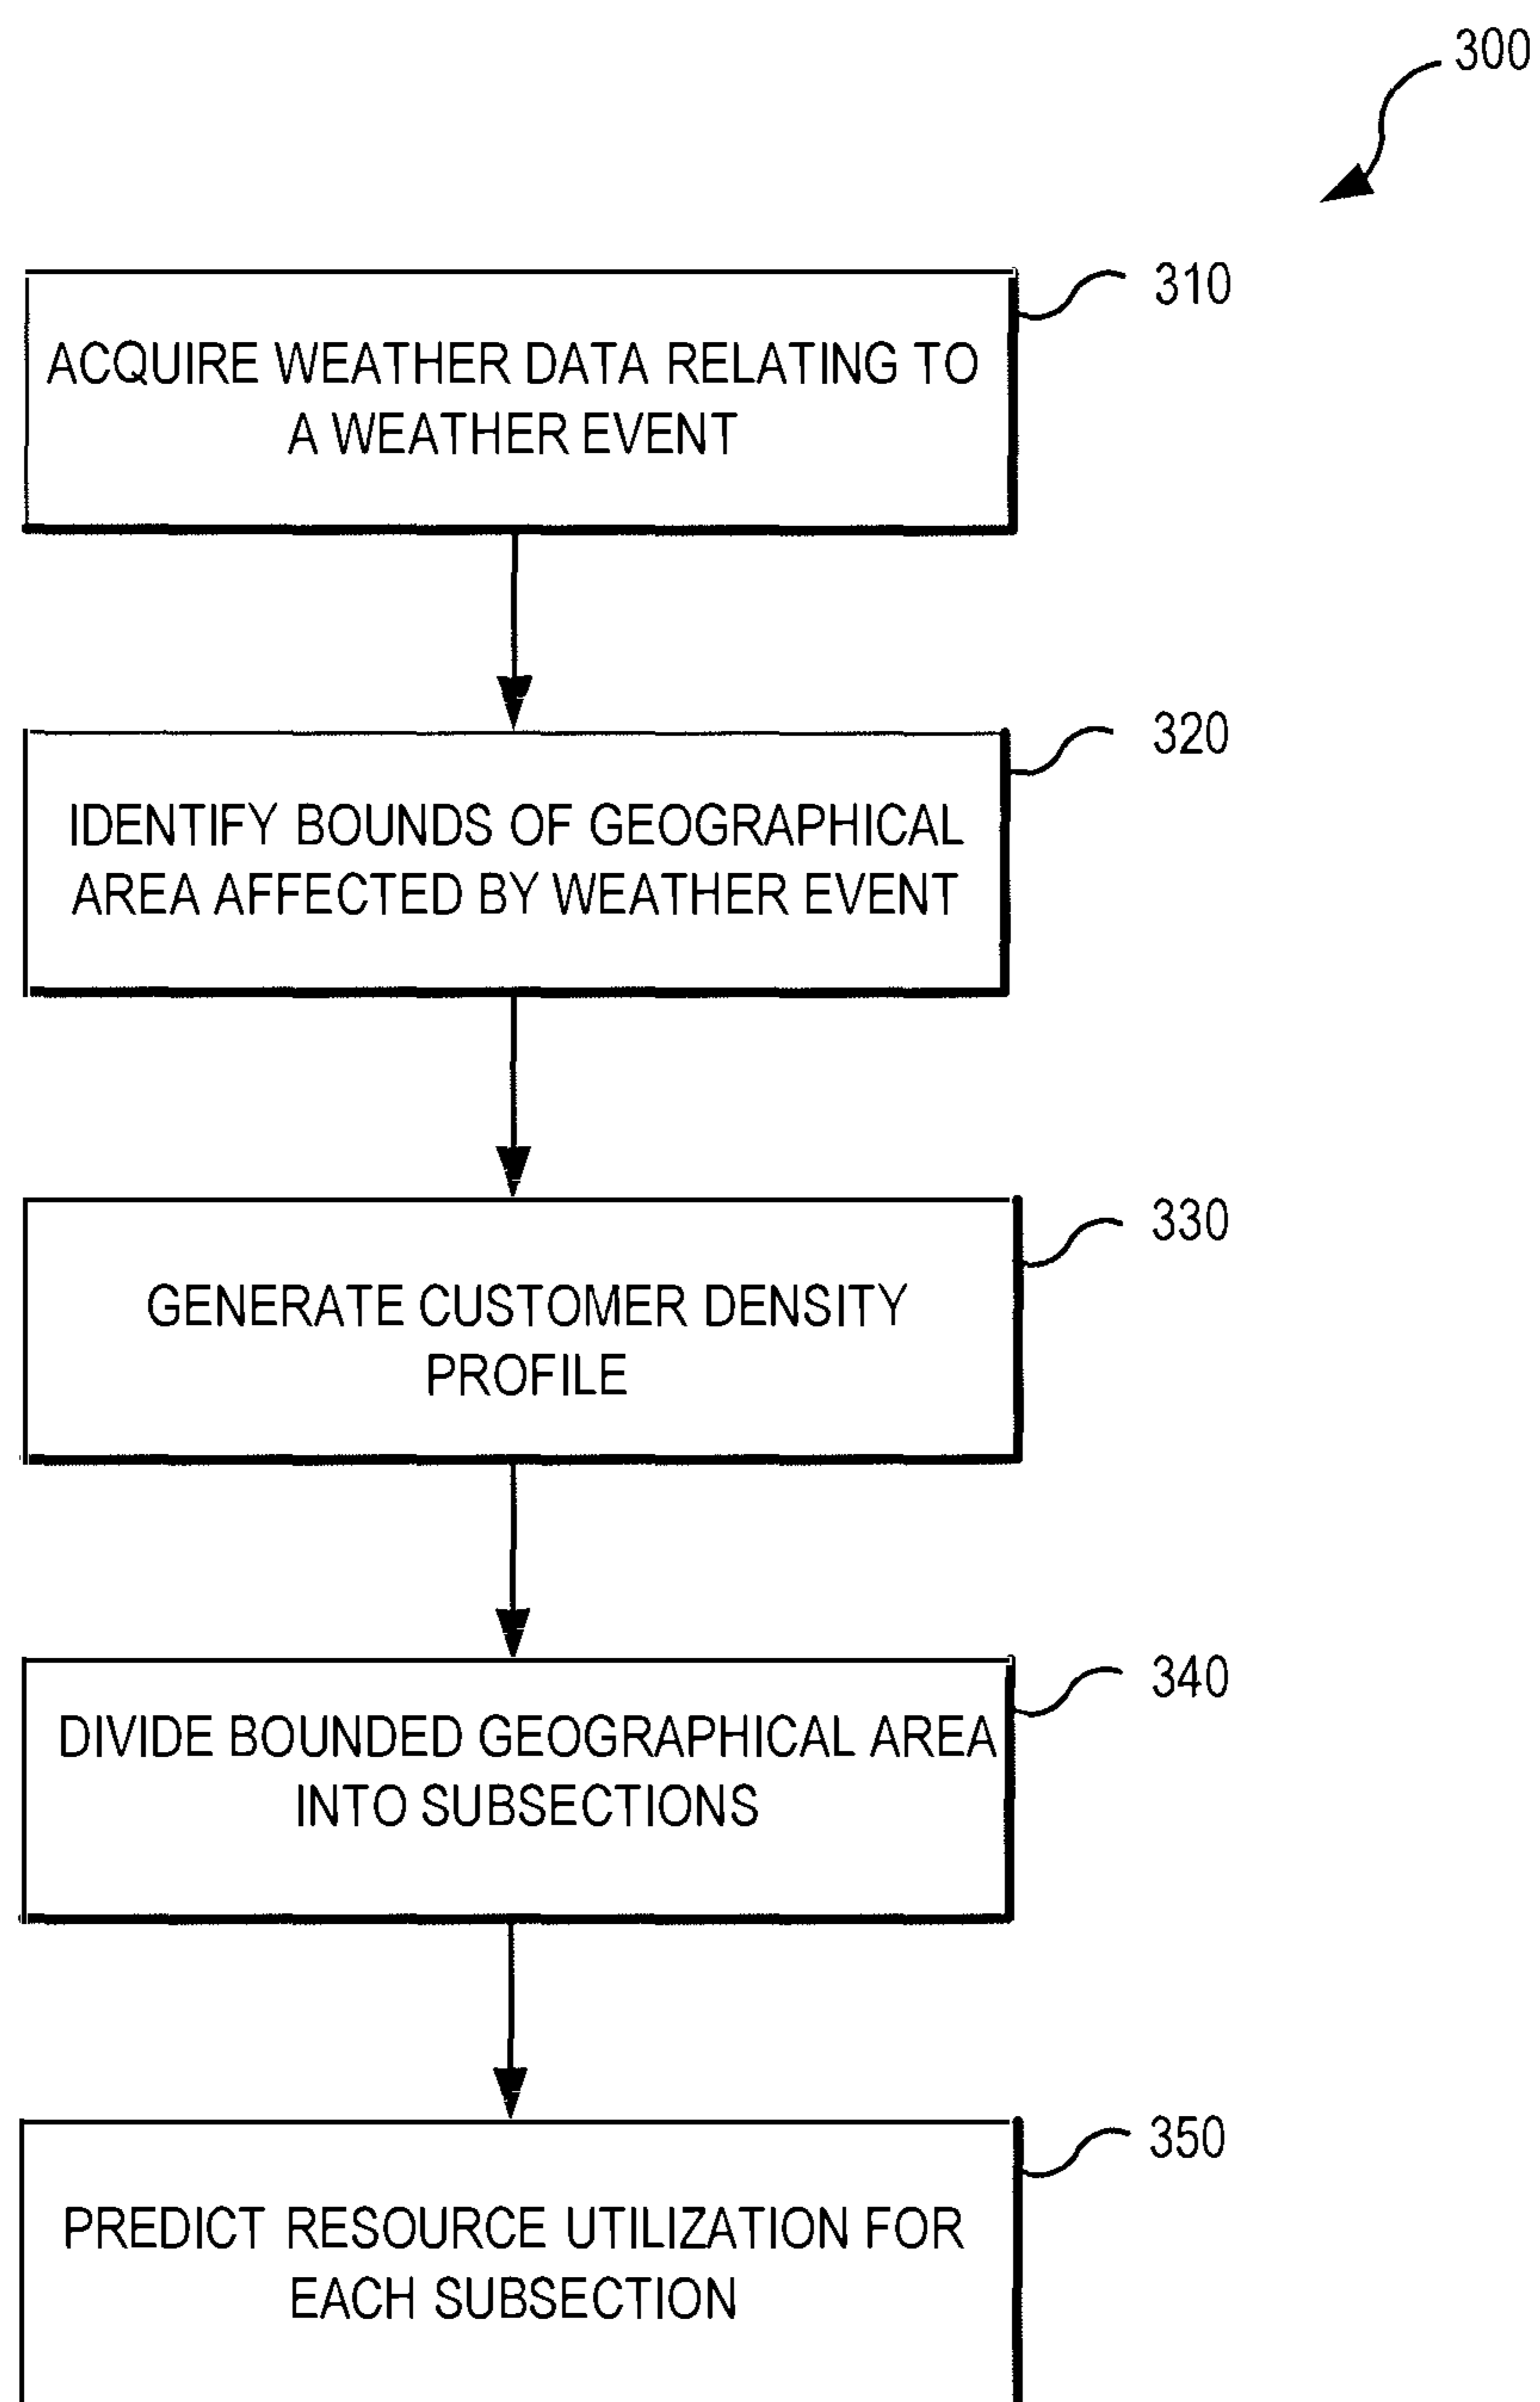 300
310
ACQUIRE WEATHER DATA RELATING TO
A WEATHER EVENT
320
IDENTIFY BOUNDS OF GEOGRAPHICAL
AREA AFFECTED BY WEATHER EVENT
330
GENERATE CUSTOMER DENSITY
PROFILE
340
DIVIDE BOUNDED GEOGRAPHICAL AREA
INTO SUBSECTIONS
350
PREDICT RESOURCE UTILIZATION FOR
EACH SUBSECTION